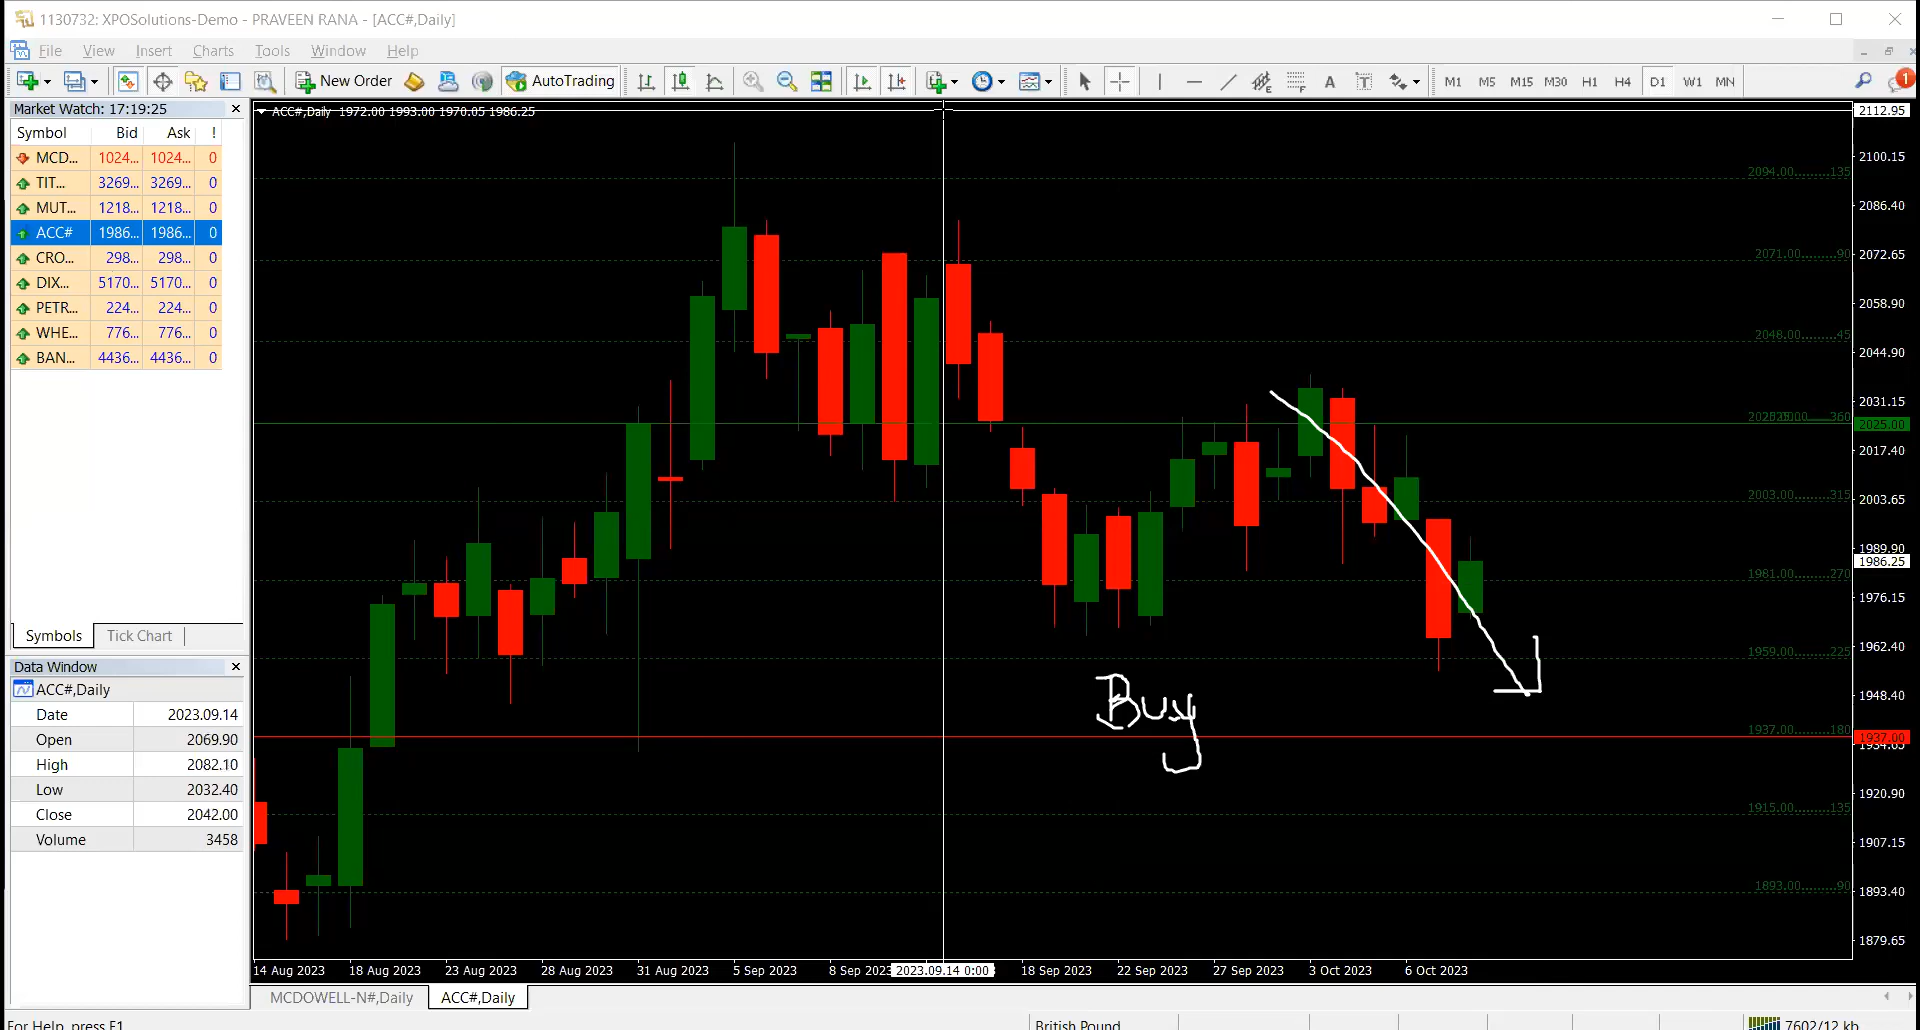 1130732: XPOSolutions-Demo - PRAVEEN RANA - [ACC#,Daily]
File View Insert Charts Tools Window Help
New Order AutoTrading A T M1 M5 M15 M30 H1 H4 D1 W1 MN 1
Market Watch: 17:19:25
Symbol Bid Ask !
MCD... 1024... 1024... 0
TIT... 3269... 3269... 0
MUT... 1218... 1218... 0
ACC# 1986... 1986... 0
CRO... 298... 298... 0
DIX... 5170... 5170... 0
PETR... 224... 224... 0
WHE... 776... 776... 0
BAN... 4436... 4436... 0
Symbols Tick Chart
Data Window
ACC#,Daily
Date 2023.09.14
Open 2069.90
High 2082.10
Low 2032.40
Close 2042.00
Volume 3458
ACC#,Daily 1972.00 1993.00 1970.05 1986.25
2094.00.........135
2071.00.........90
2048.00.........45
2003.00.........315
1981.00.........270
1959.00.........225
1937.00.........180
1915.00.........135
1893.00.........90
Buy
2112.95
2100.15
2086.40
2072.65
2058.90
2044.90
2031.15
2025.00
2017.40
2003.65
1989.90
1986.25
1976.15
1962.40
1948.40
1937.00
1920.90
1907.15
1893.40
1879.65
14 Aug 2023 18 Aug 2023 23 Aug 2023 28 Aug 2023 31 Aug 2023 5 Sep 2023 8 Sep 2023 2023.09.14 0:00 18 Sep 2023 22 Sep 2023 27 Sep 2023 3 Oct 2023 6 Oct 2023
MCDOWELL-N#,Daily ACC#,Daily
For Help, press F1 British Pound 7602/12 kb